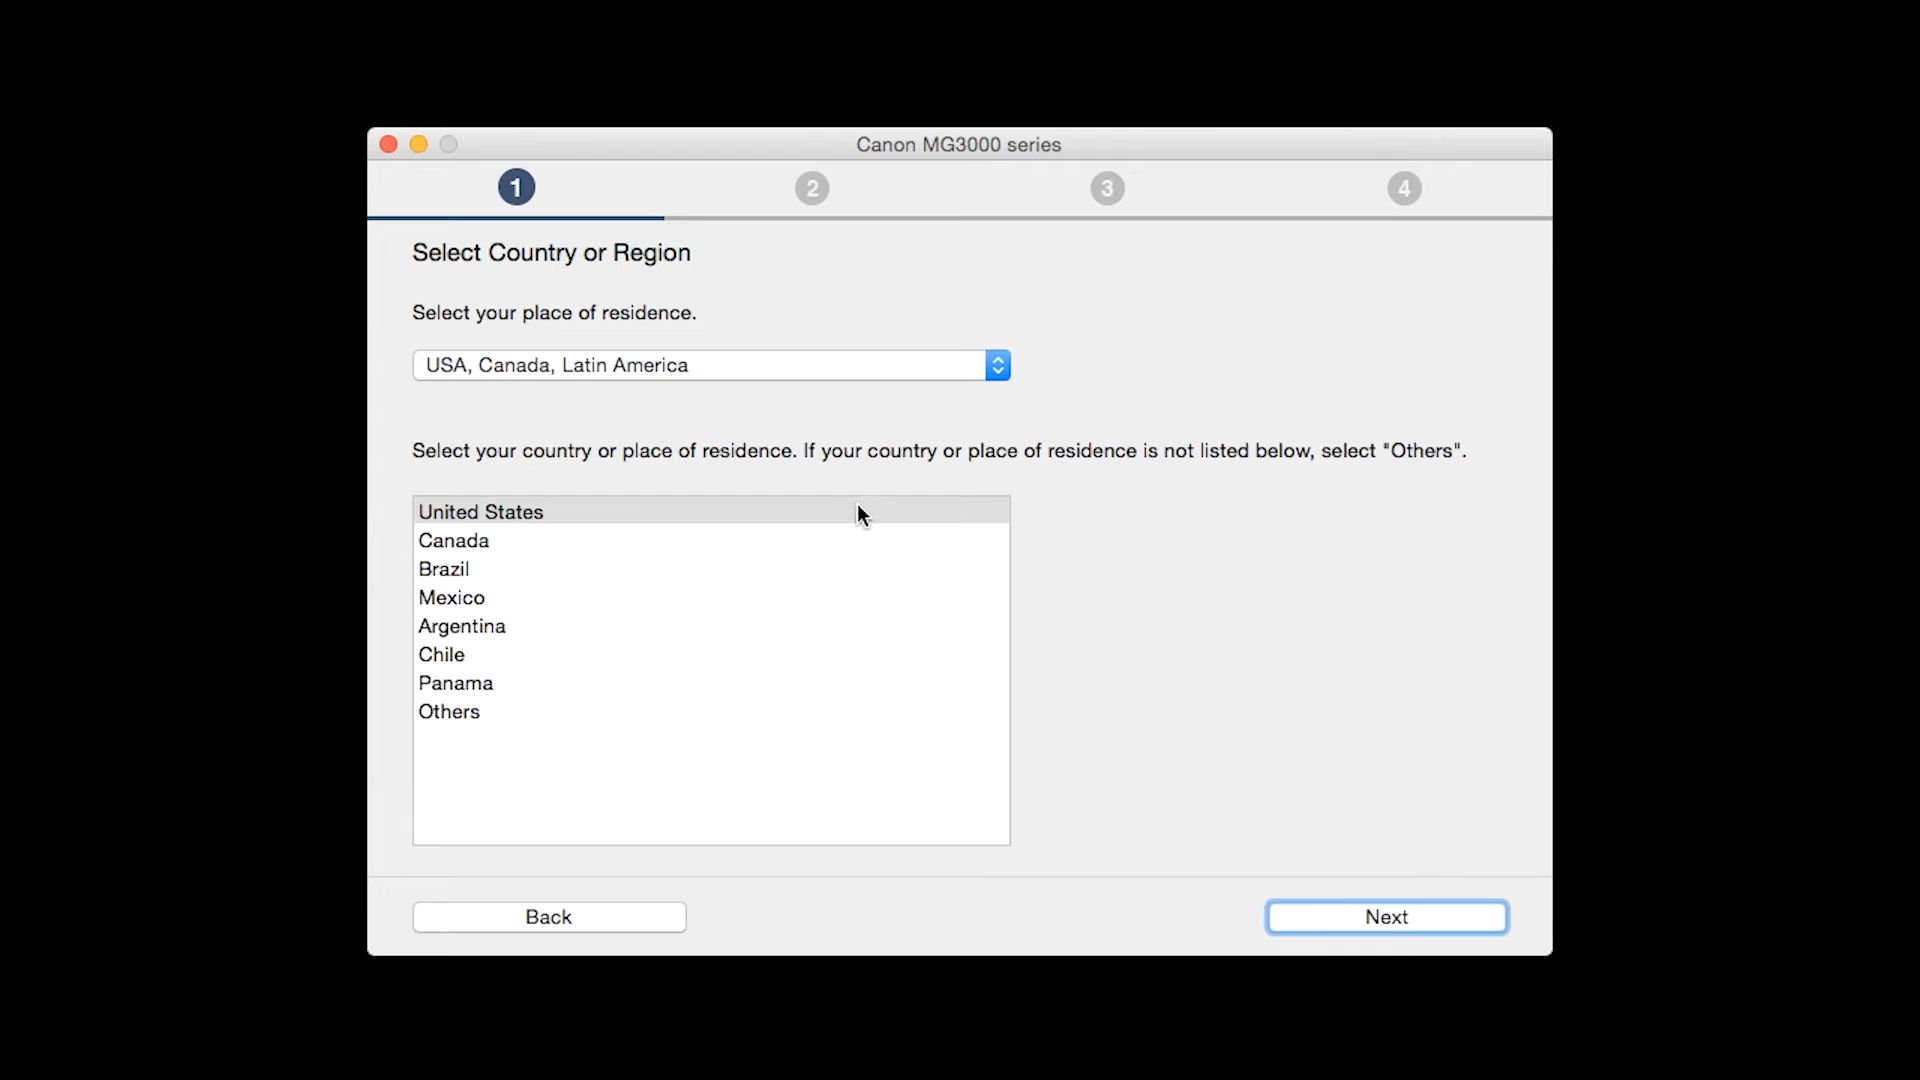 Canon MG3000 series
1 2 3 4
Select Country or Region
Select your place of residence.
USA, Canada, Latin America
Select your country or place of residence. If your country or place of residence is not listed below, select "Others".
United States
Canada
Brazil
Mexico
Argentina
Chile
Panama
Others
Back Next